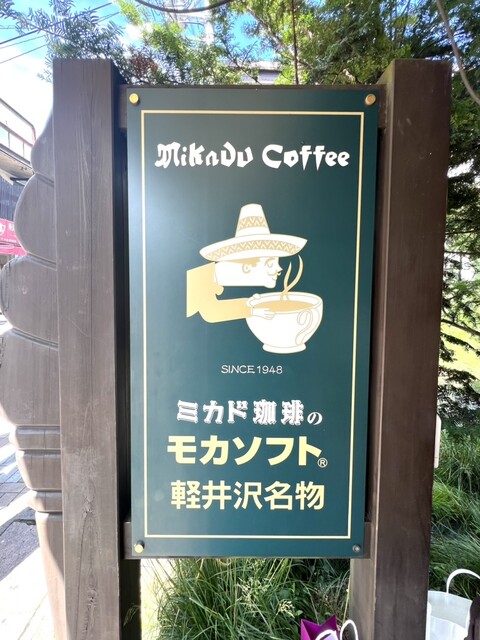 Mikado Coffee
SINCE 1948
ミカド珈琲の
モカソフト®
軽井沢名物